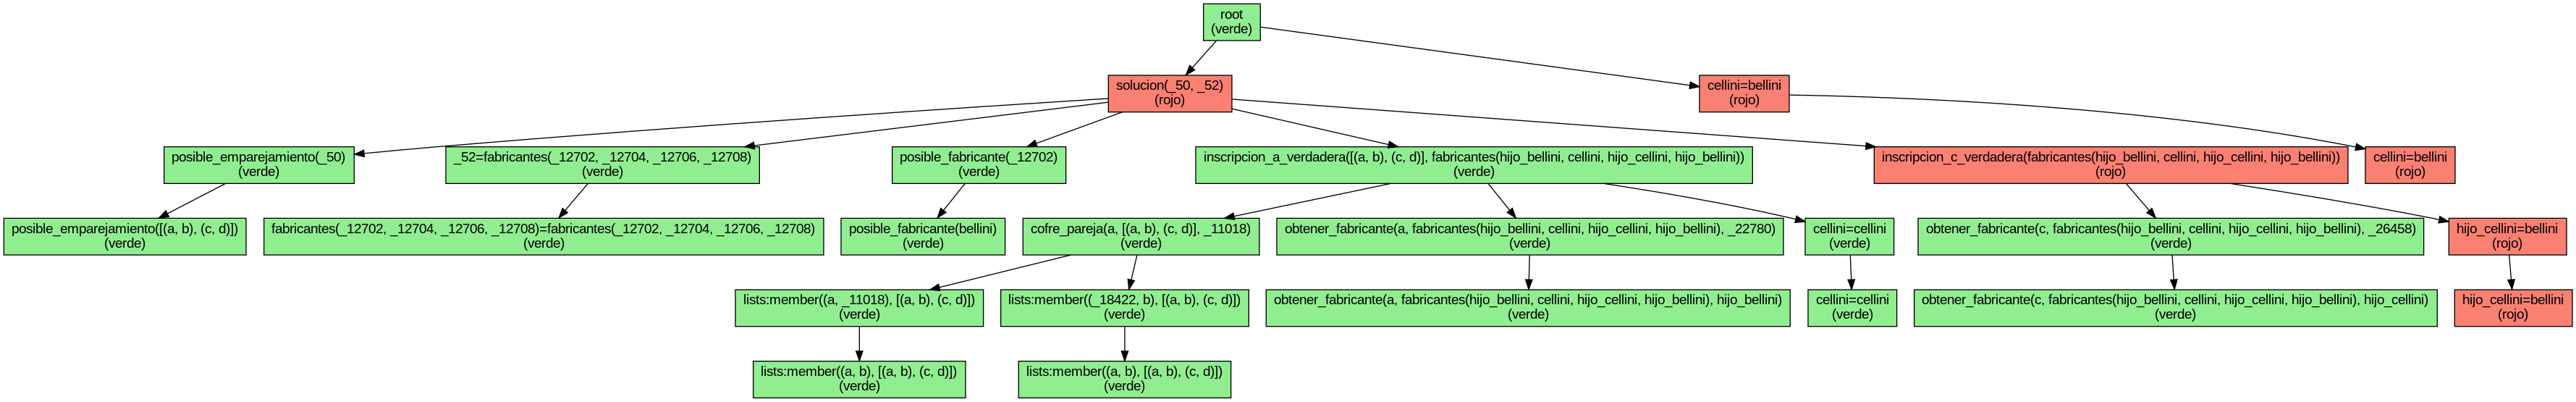 root
(verde)
solucion(_50, _52)
(rojo)
cellini=bellini
(rojo)
posible_emparejamiento(_50)
(verde)
_52=fabricantes(_12702, _12704, _12706, _12708)
(verde)
posible_fabricante(_12702)
(verde)
inscripcion_a_verdadera([(a, b), (c, d)], fabricantes(hijo_bellini, cellini, hijo_cellini, hijo_bellini))
(verde)
inscripcion_c_verdadera(fabricantes(hijo_bellini, cellini, hijo_cellini, hijo_bellini))
(rojo)
cellini=bellini
(rojo)
posible_emparejamiento([(a, b), (c, d)])
(verde)
fabricantes(_12702, _12704, _12706, _12708)=fabricantes(_12702, _12704, _12706, _12708)
(verde)
posible_fabricante(bellini)
(verde)
cofre_pareja(a, [(a, b), (c, d)], _11018)
(verde)
obtener_fabricante(a, fabricantes(hijo_bellini, cellini, hijo_cellini, hijo_bellini), _22780)
(verde)
cellini=cellini
(verde)
obtener_fabricante(c, fabricantes(hijo_bellini, cellini, hijo_cellini, hijo_bellini), _26458)
(verde)
hijo_cellini=bellini
(rojo)
lists:member((a, _11018), [(a, b), (c, d)])
(verde)
lists:member((_18422, b), [(a, b), (c, d)])
(verde)
obtener_fabricante(a, fabricantes(hijo_bellini, cellini, hijo_cellini, hijo_bellini), hijo_bellini)
(verde)
cellini=cellini
(verde)
obtener_fabricante(c, fabricantes(hijo_bellini, cellini, hijo_cellini, hijo_bellini), hijo_cellini)
(verde)
hijo_cellini=bellini
(rojo)
lists:member((a, b), [(a, b), (c, d)])
(verde)
lists:member((a, b), [(a, b), (c, d)])
(verde)